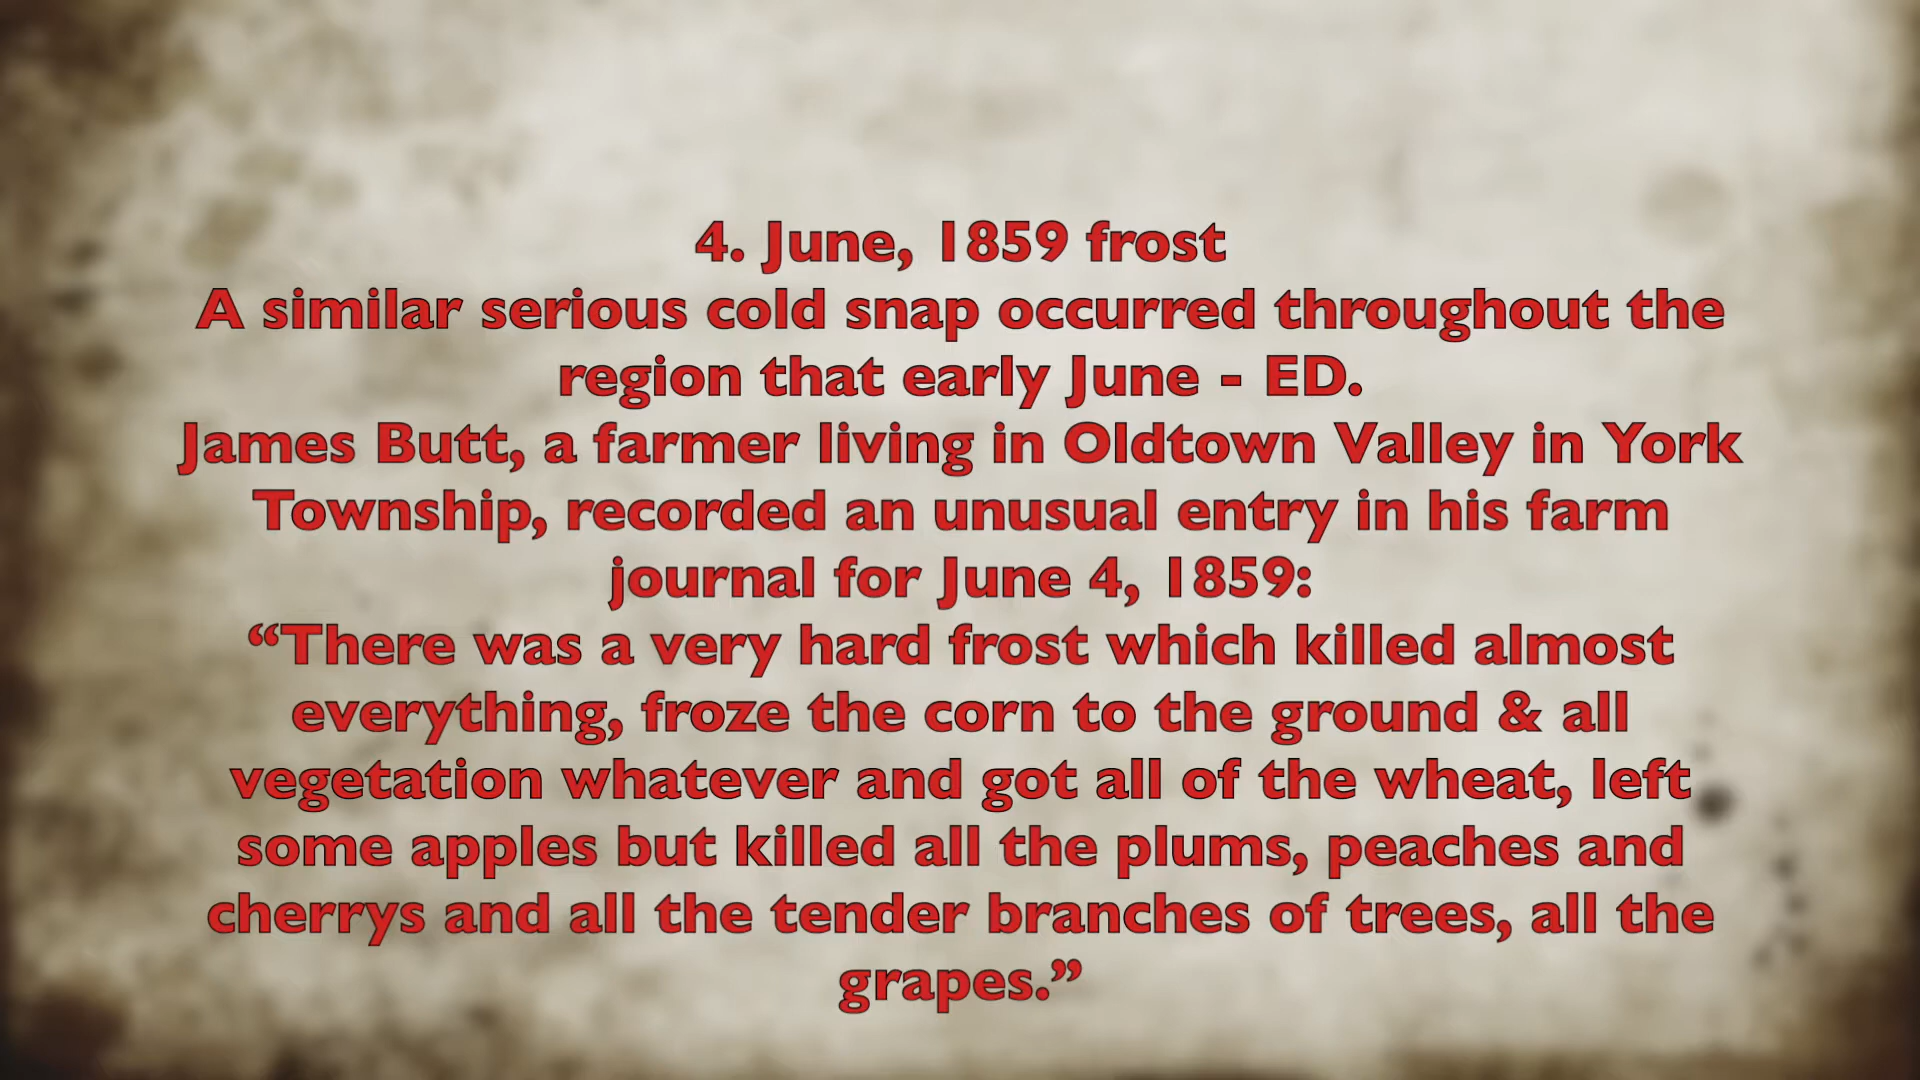 4. June, 1859 frost
A similar serious cold snap occurred throughout the
region that early June - ED.
James Butt, a farmer living in Oldtown Valley in York
Township, recorded an unusual entry in his farm
journal for June 4, 1859:
“There was a very hard frost which killed almost
everything, froze the corn to the ground & all
vegetation whatever and got all of the wheat, left
some apples but killed all the plums, peaches and
cherrys and all the tender branches of trees, all the
grapes.”